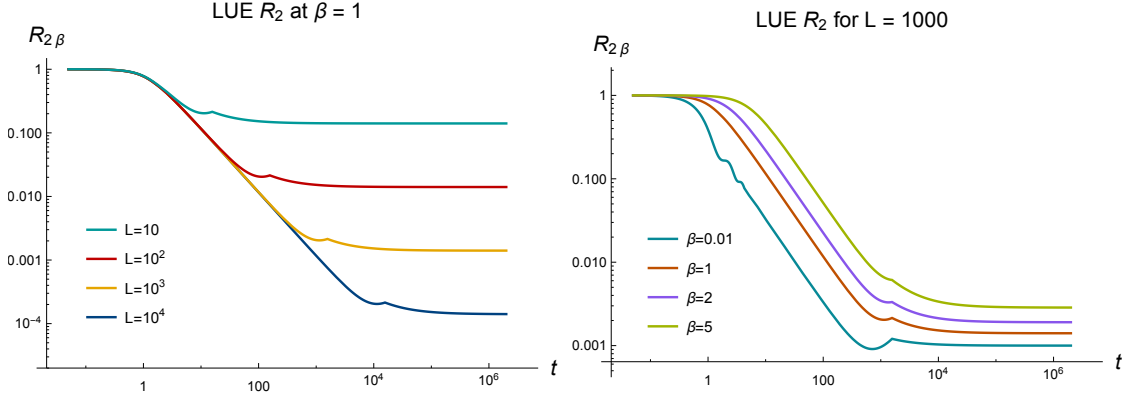 LUE R₂ at β = 1
R₂ β
1
0.100
0.010
0.001
10⁻⁴
L=10
L=10²
L=10³
L=10⁴
1
100
10⁴
10⁶
t
LUE R₂ for L = 1000
R₂ β
1
0.100
0.010
0.001
β=0.01
β=1
β=2
β=5
1
100
10⁴
10⁶
t